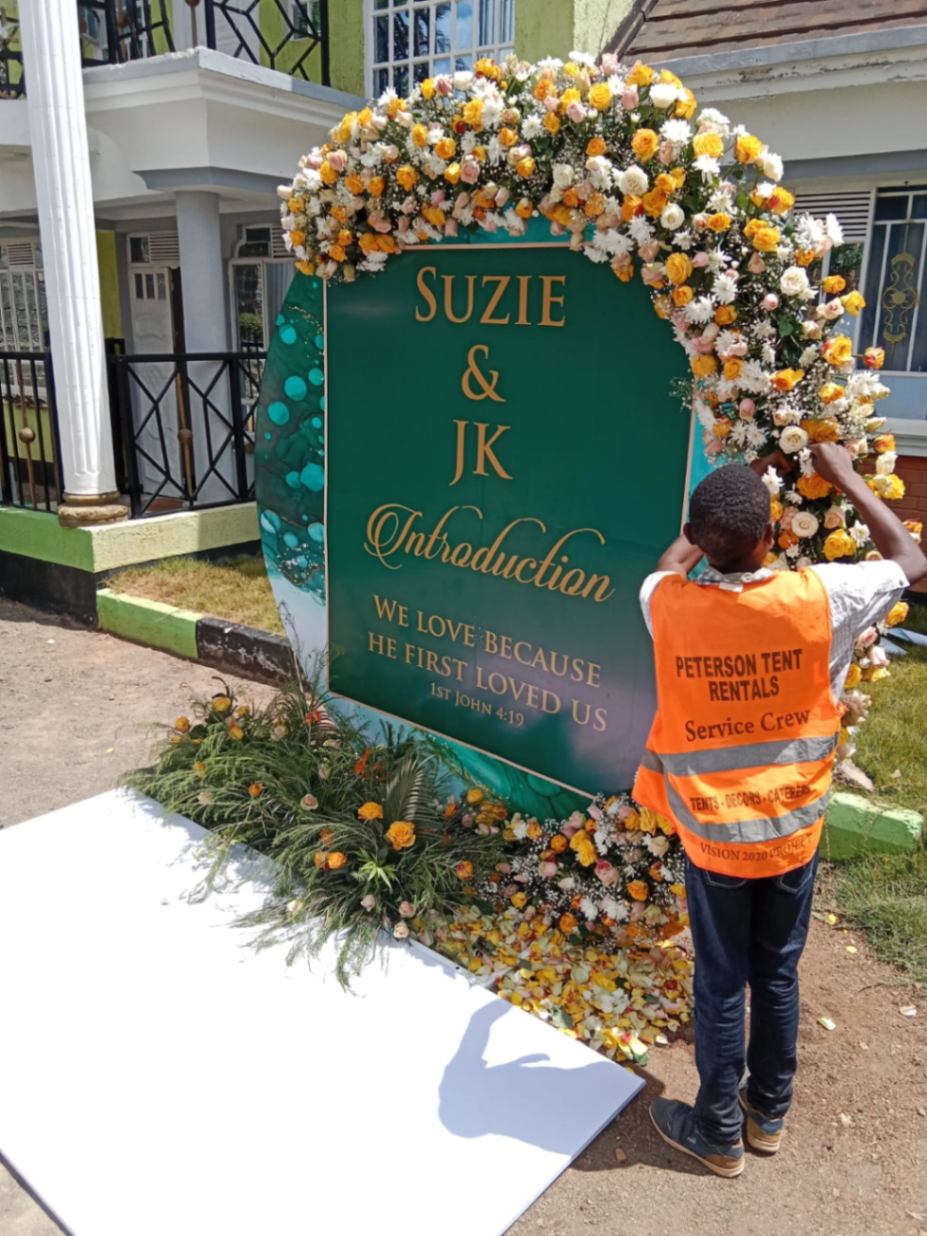 SUZIE
&
JK
Introduction
WE LOVE BECAUSE
HE FIRST LOVED US
1ST JOHN 4:19
PETERSON TENT
RENTALS
Service Crew
TENTS - DECORS - CATERERS
VISION 2020 PROJECT